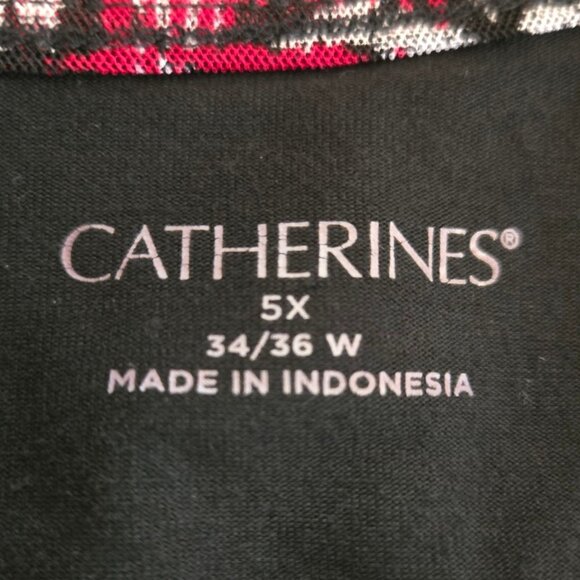 CATHERINES®
5X
34/36 W
MADE IN INDONESIA